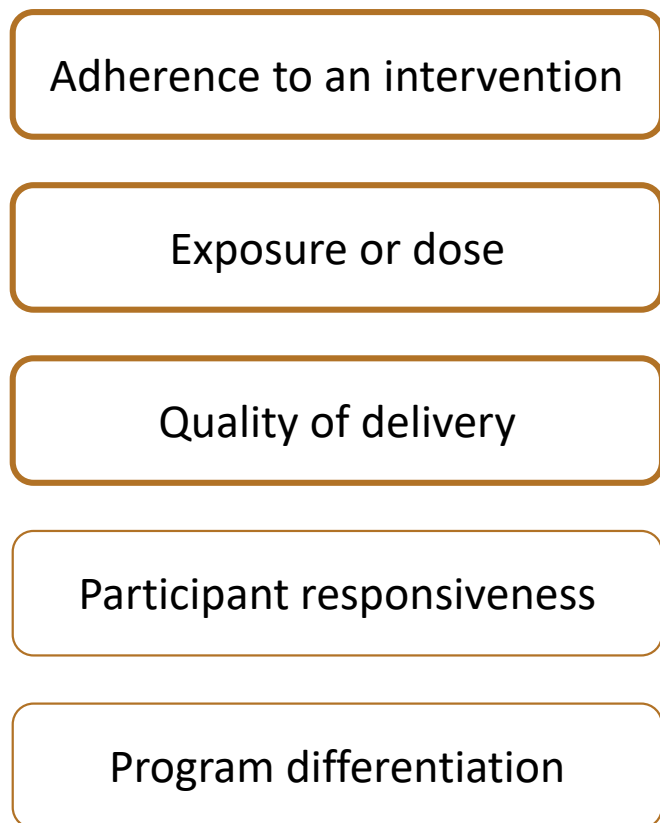 Adherence to an intervention
Exposure or dose
Quality of delivery
Participant responsiveness
Program differentiation